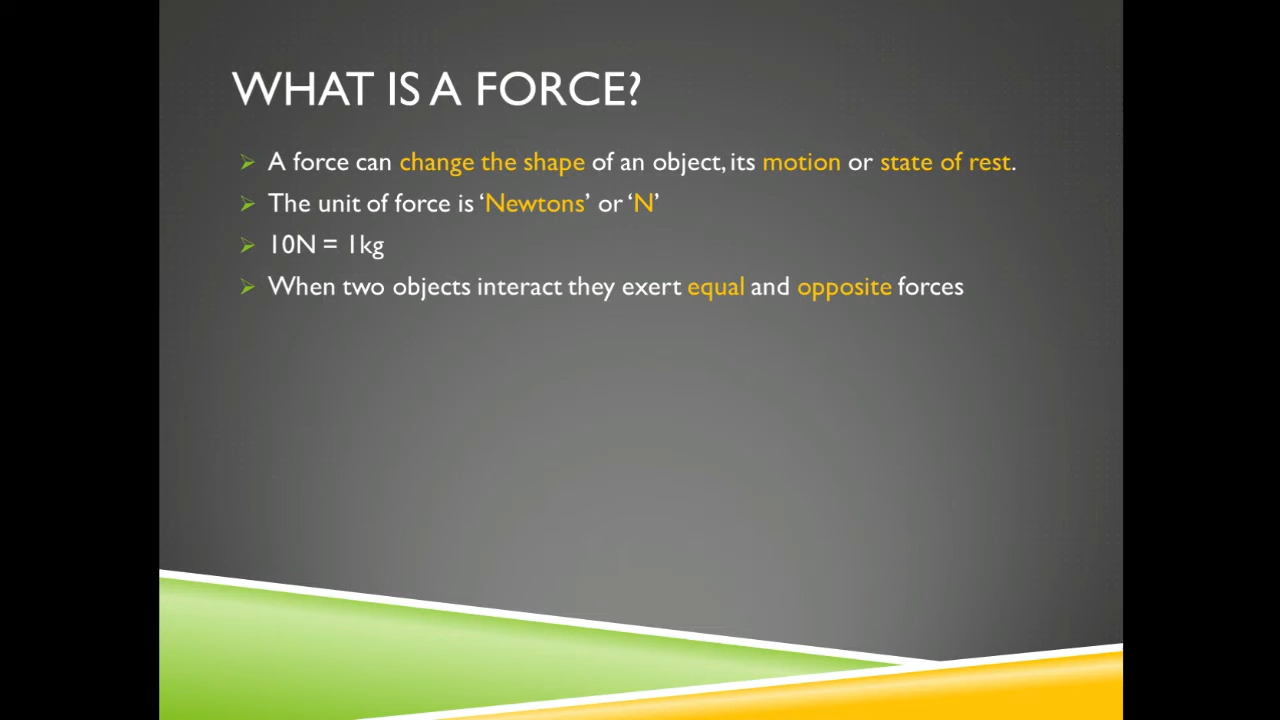 WHAT IS A FORCE?
A force can change the shape of an object, its motion or state of rest.
The unit of force is ‘Newtons’ or ‘N’
10N = 1kg
When two objects interact they exert equal and opposite forces